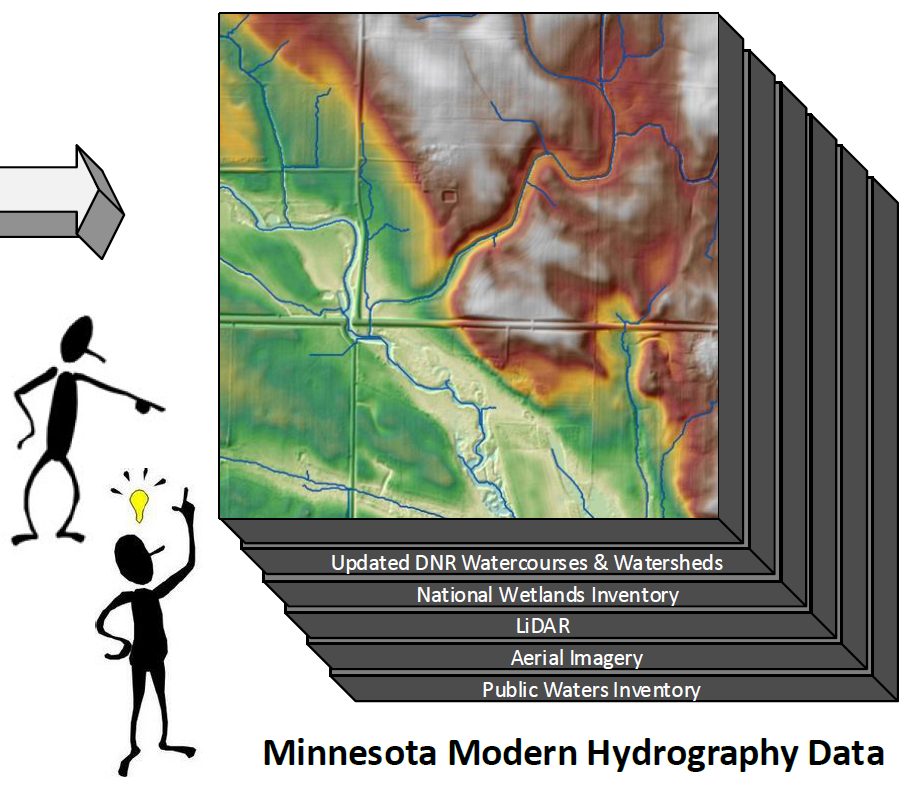 Updated DNR Watercourses & Watersheds
National Wetlands Inventory
LiDAR
Aerial Imagery
Public Waters Inventory
Minnesota Modern Hydrography Data